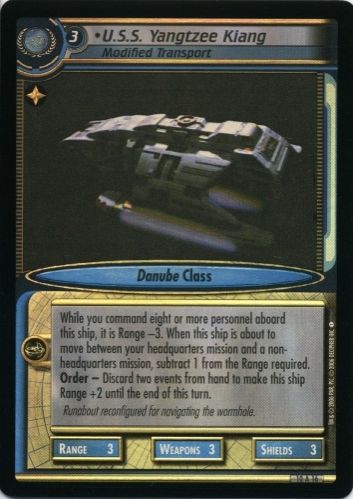 3
•U.S.S. Yangtzee Kiang
Modified Transport
Danube Class
While you command eight or more personnel aboard
this ship, it is Range –3. When this ship is about to
move between your headquarters mission and a non-
headquarters mission, subtract 1 from the Range required.
Order – Discard two events from hand to make this ship
Range +2 until the end of this turn.
Runabout reconfigured for navigating the wormhole.
RANGE 3
WEAPONS 3
SHIELDS 3
10 A 16